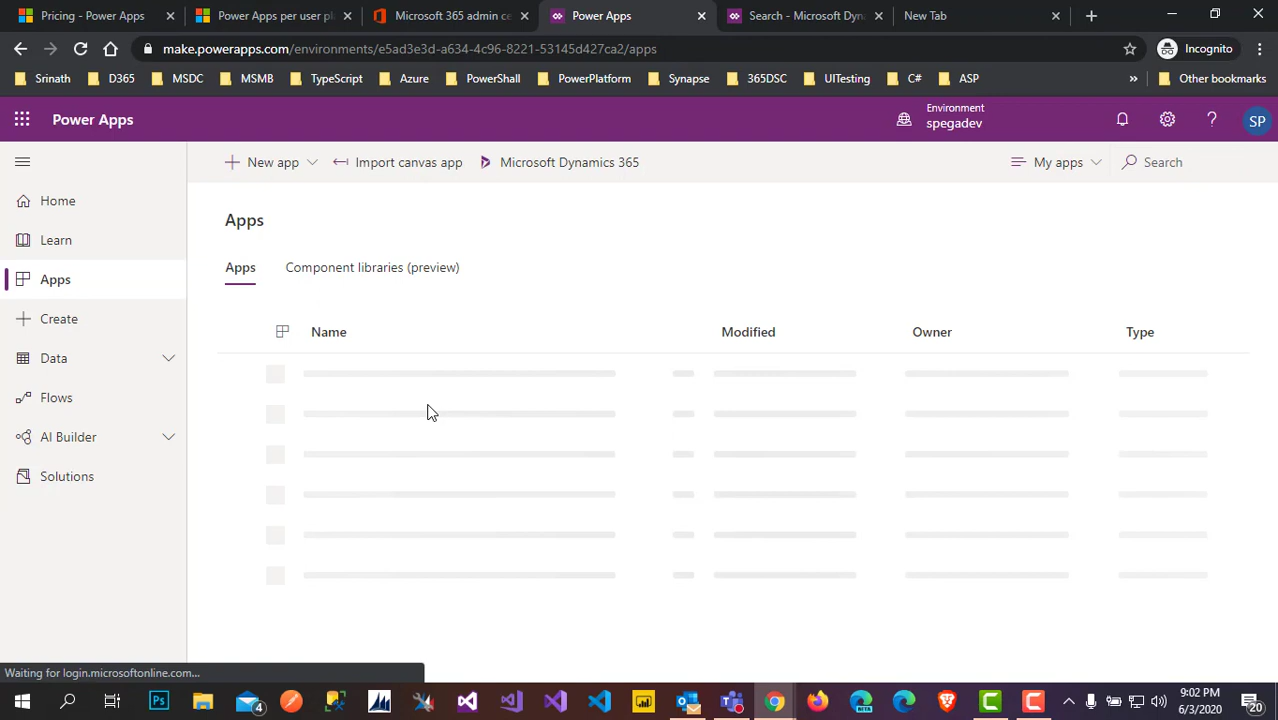 Pricing - Power Apps
Power Apps per user pl
Microsoft 365 admin ce
Power Apps
Search - Microsoft Dyn
New Tab
make.powerapps.com/environments/e5ad3e3d-a634-4c96-8221-53145d427ca2/apps
Incognito
Srinath
D365
MSDC
MSMB
TypeScript
Azure
PowerShall
PowerPlatform
Synapse
365DSC
UITesting
C#
ASP
»
Other bookmarks
Power Apps
Environment
spegadev
SP
New app
Import canvas app
Microsoft Dynamics 365
My apps
Search
Home
Learn
Apps
Create
Data
Flows
AI Builder
Solutions
Apps
Apps
Component libraries (preview)
Name
Modified
Owner
Type
Waiting for login.microsoftonline.com...
Ps
4
BETA
9:02 PM
6/3/2020
20